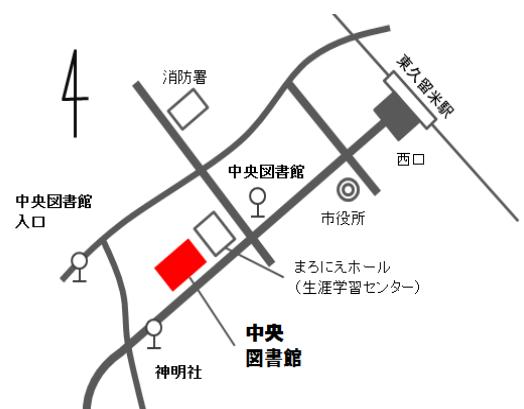 消防署
東久留米駅
中央図書館
西口
中央図書館
入口
市役所
まろにえホール
（生涯学習センター）
中央
図書館
神明社